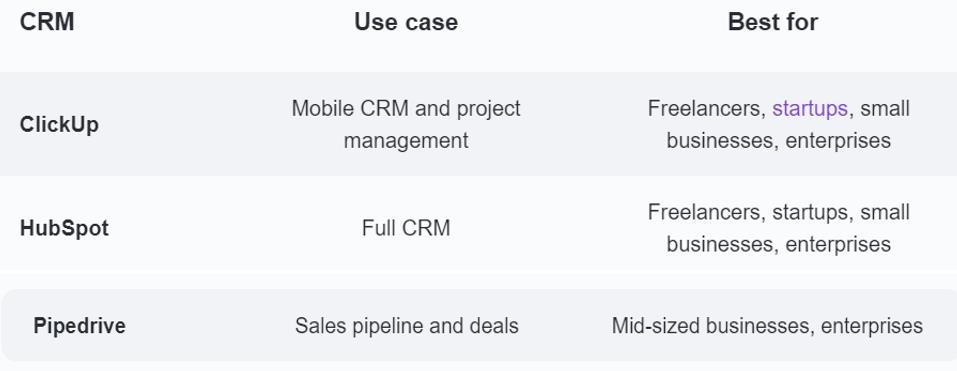 CRM Use case Best for
ClickUp Mobile CRM and project management Freelancers, startups, small businesses, enterprises
HubSpot Full CRM Freelancers, startups, small businesses, enterprises
Pipedrive Sales pipeline and deals Mid-sized businesses, enterprises